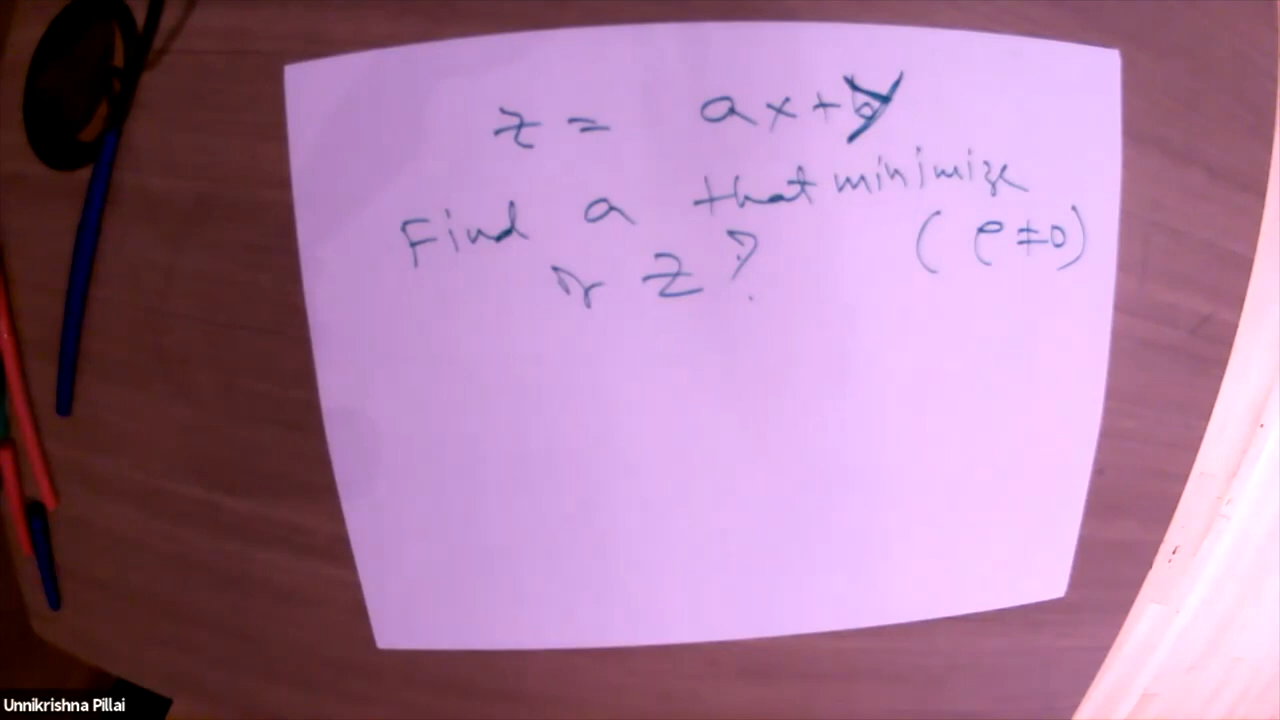 z = ax + y
Find a that minimize
z ? (ρ ≠ 0)
Unnikrishna Pillai